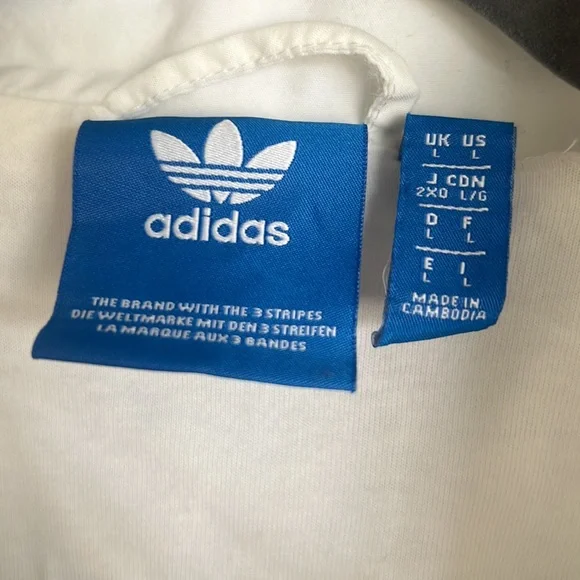 adidas
THE BRAND WITH THE 3 STRIPES
DIE WELTMARKE MIT DEN 3 STREIFEN
LA MARQUE AUX 3 BANDES
UK US
L L
J CDN
2XO L/G
D F
L L
E I
L L
MADE IN
CAMBODIA